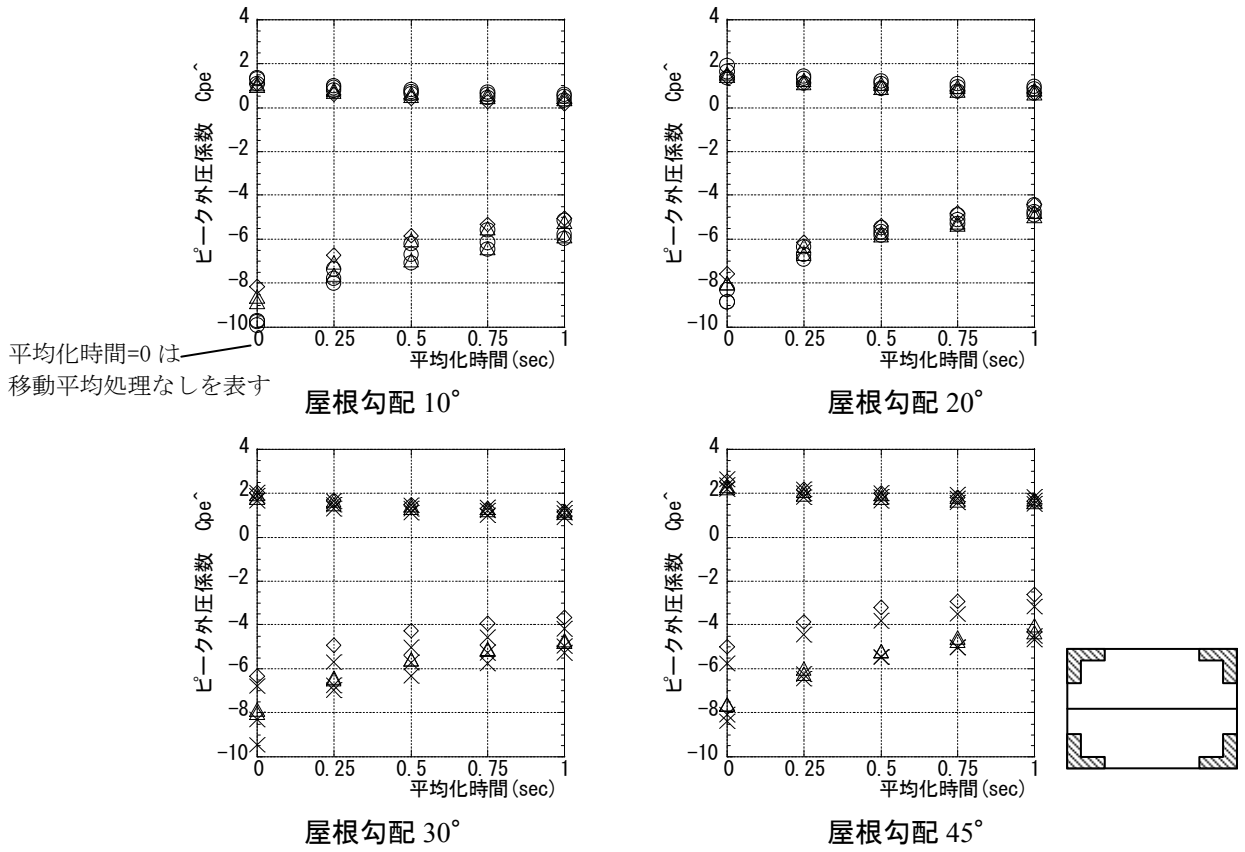 4
2
0
-2
-4
-6
-8
-10
ピーク外圧係数 Cpe^
0 0.25 0.5 0.75 1
平均化時間(sec)
屋根勾配 10°
平均化時間=0 は
移動平均処理なしを表す
4
2
0
-2
-4
-6
-8
-10
ピーク外圧係数 Cpe^
0 0.25 0.5 0.75 1
平均化時間(sec)
屋根勾配 20°
4
2
0
-2
-4
-6
-8
-10
ピーク外圧係数 Cpe^
0 0.25 0.5 0.75 1
平均化時間(sec)
屋根勾配 30°
4
2
0
-2
-4
-6
-8
-10
ピーク外圧係数 Cpe^
0 0.25 0.5 0.75 1
平均化時間(sec)
屋根勾配 45°